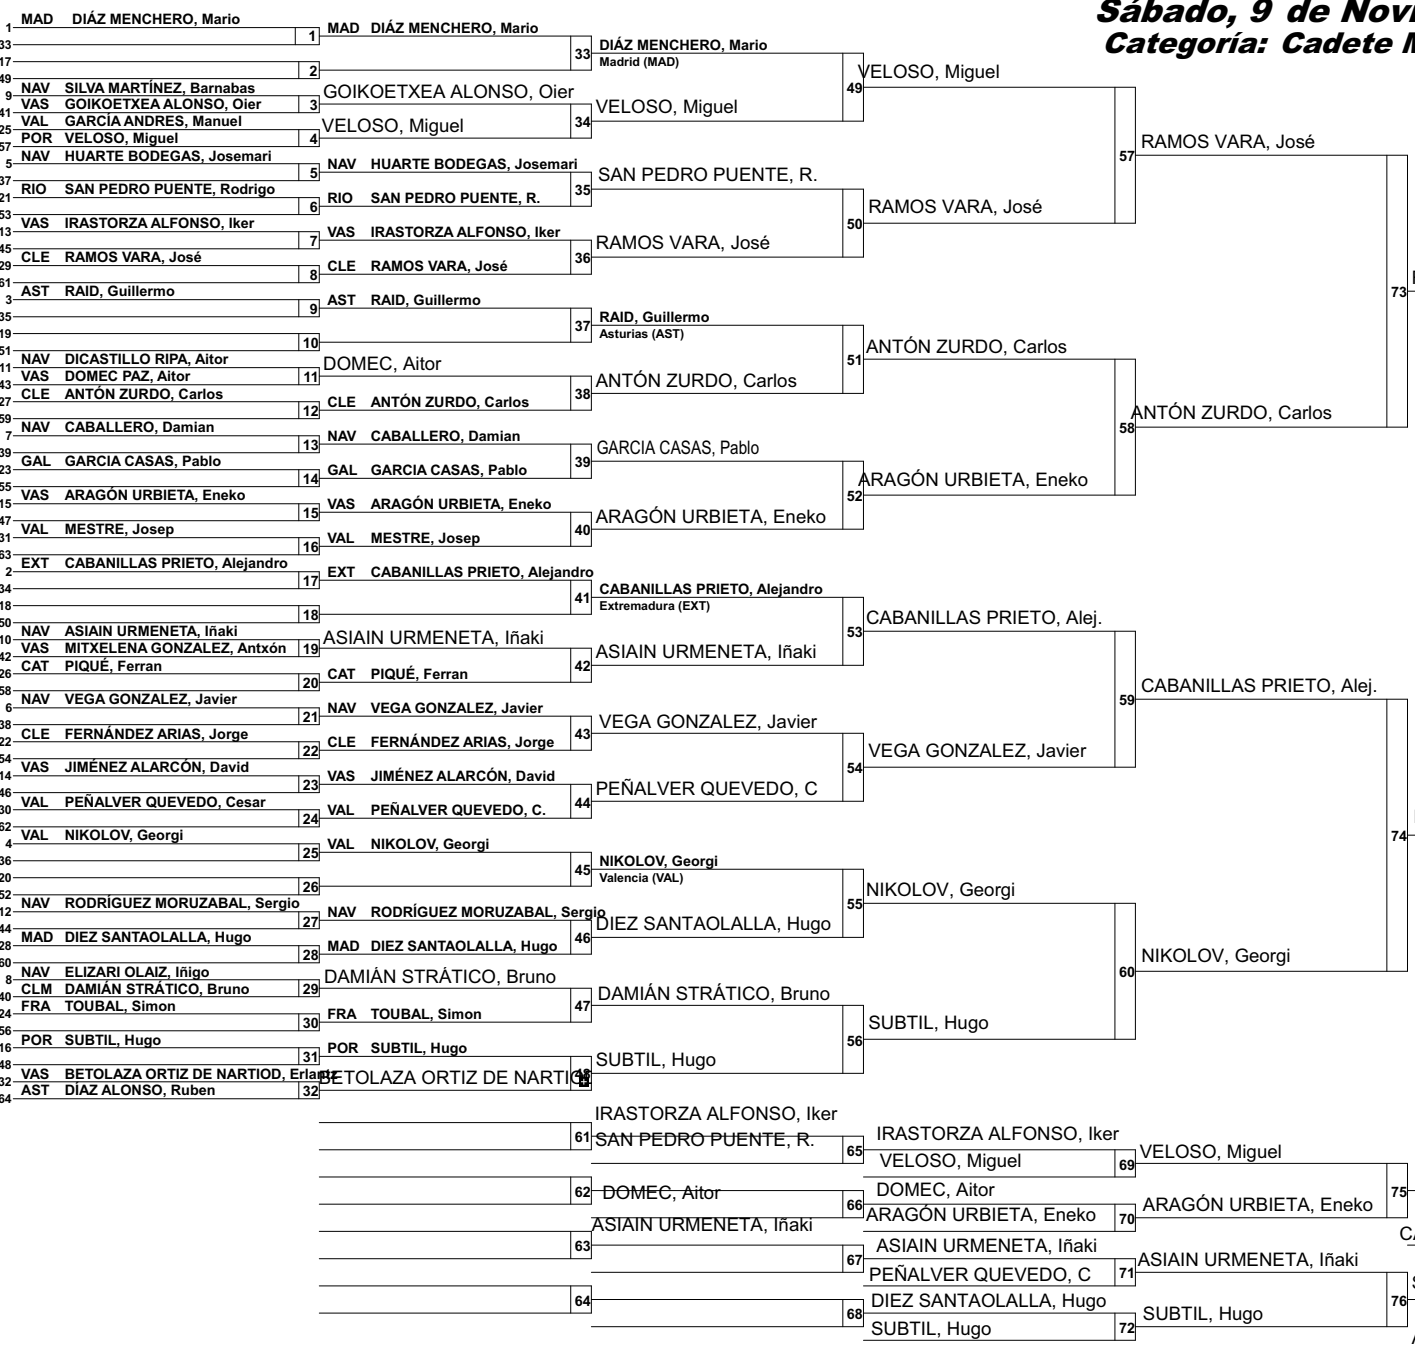 Sábado, 9 de Novi
Categoría: Cadete M
1 MAD DIÁZ MENCHERO, Mario
33
1
17
49
2
9 NAV SILVA MARTÍNEZ, Barnabas
41 VAS GOIKOETXEA ALONSO, Oier
3
25 VAL GARCÍA ANDRES, Manuel
57 POR VELOSO, Miguel
4
5 NAV HUARTE BODEGAS, Josemari
37
5
21 RIO SAN PEDRO PUENTE, Rodrigo
53
6
13 VAS IRASTORZA ALFONSO, Iker
45
7
29 CLE RAMOS VARA, José
61
8
3 AST RAID, Guillermo
35
9
19
51
10
11 NAV DICASTILLO RIPA, Aitor
43 VAS DOMEC PAZ, Aitor
11
27 CLE ANTÓN ZURDO, Carlos
59
12
7 NAV CABALLERO, Damian
39
13
23 GAL GARCIA CASAS, Pablo
55
14
15 VAS ARAGÓN URBIETA, Eneko
47
15
31 VAL MESTRE, Josep
63
16
2 EXT CABANILLAS PRIETO, Alejandro
34
17
18
50
18
10 NAV ASIAIN URMENETA, Iñaki
42 VAS MITXELENA GONZALEZ, Antxón
19
26 CAT PIQUÉ, Ferran
58
20
6 NAV VEGA GONZALEZ, Javier
38
21
22 CLE FERNÁNDEZ ARIAS, Jorge
54
22
14 VAS JIMÉNEZ ALARCÓN, David
46
23
30 VAL PEÑALVER QUEVEDO, Cesar
62
24
4 VAL NIKOLOV, Georgi
36
25
20
52
26
12 NAV RODRÍGUEZ MORUZABAL, Sergio
44
27
28 MAD DIEZ SANTAOLALLA, Hugo
60
28
8 NAV ELIZARI OLAIZ, Iñigo
40 CLM DAMIÁN STRÁTICO, Bruno
29
24 FRA TOUBAL, Simon
56
30
16 POR SUBTIL, Hugo
48
31
32 VAS BETOLAZA ORTIZ DE NARTIOD, Erlantz
64 AST DÍAZ ALONSO, Ruben
32
MAD DIÁZ MENCHERO, Mario
33
GOIKOETXEA ALONSO, Oier
VELOSO, Miguel
34
NAV HUARTE BODEGAS, Josemari
RIO SAN PEDRO PUENTE, R.
35
VAS IRASTORZA ALFONSO, Iker
CLE RAMOS VARA, José
36
AST RAID, Guillermo
37
DOMEC, Aitor
CLE ANTÓN ZURDO, Carlos
38
NAV CABALLERO, Damian
GAL GARCIA CASAS, Pablo
39
VAS ARAGÓN URBIETA, Eneko
VAL MESTRE, Josep
40
EXT CABANILLAS PRIETO, Alejandro
41
ASIAIN URMENETA, Iñaki
CAT PIQUÉ, Ferran
42
NAV VEGA GONZALEZ, Javier
CLE FERNÁNDEZ ARIAS, Jorge
43
VAS JIMÉNEZ ALARCÓN, David
VAL PEÑALVER QUEVEDO, C.
44
VAL NIKOLOV, Georgi
45
NAV RODRÍGUEZ MORUZABAL, Sergio
MAD DIEZ SANTAOLALLA, Hugo
46
DAMIÁN STRÁTICO, Bruno
FRA TOUBAL, Simon
47
POR SUBTIL, Hugo
BETOLAZA ORTIZ DE NARTIO
48
61
62
63
64
DIÁZ MENCHERO, Mario
Madrid (MAD)
VELOSO, Miguel
49
SAN PEDRO PUENTE, R.
RAMOS VARA, José
50
RAID, Guillermo
Asturias (AST)
ANTÓN ZURDO, Carlos
51
GARCIA CASAS, Pablo
ARAGÓN URBIETA, Eneko
52
CABANILLAS PRIETO, Alejandro
Extremadura (EXT)
ASIAIN URMENETA, Iñaki
53
VEGA GONZALEZ, Javier
PEÑALVER QUEVEDO, C
54
NIKOLOV, Georgi
Valencia (VAL)
DIEZ SANTAOLALLA, Hugo
55
DAMIÁN STRÁTICO, Bruno
SUBTIL, Hugo
56
IRASTORZA ALFONSO, Iker
SAN PEDRO PUENTE, R.
65
DOMEC, Aitor
66
ASIAIN URMENETA, Iñaki
67
68
VELOSO, Miguel
RAMOS VARA, José
57
ANTÓN ZURDO, Carlos
ARAGÓN URBIETA, Eneko
58
CABANILLAS PRIETO, Alej.
VEGA GONZALEZ, Javier
59
NIKOLOV, Georgi
SUBTIL, Hugo
60
IRASTORZA ALFONSO, Iker
VELOSO, Miguel
69
DOMEC, Aitor
ARAGÓN URBIETA, Eneko
70
ASIAIN URMENETA, Iñaki
PEÑALVER QUEVEDO, C
71
DIEZ SANTAOLALLA, Hugo
SUBTIL, Hugo
72
RAMOS VARA, José
ANTÓN ZURDO, Carlos
73
CABANILLAS PRIETO, Alej.
NIKOLOV, Georgi
74
VELOSO, Miguel
ARAGÓN URBIETA, Eneko
75
ASIAIN URMENETA, Iñaki
SUBTIL, Hugo
76